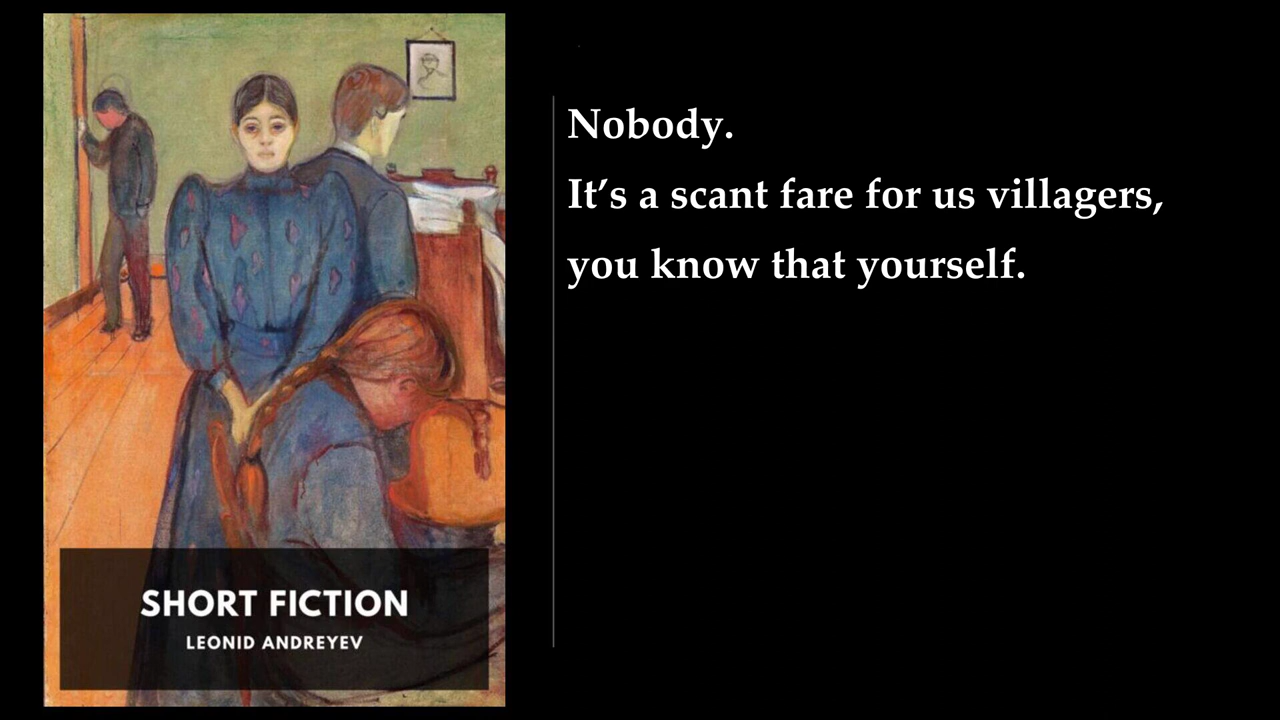 Nobody.
It’s a scant fare for us villagers,
you know that yourself.
SHORT FICTION
LEONID ANDREYEV